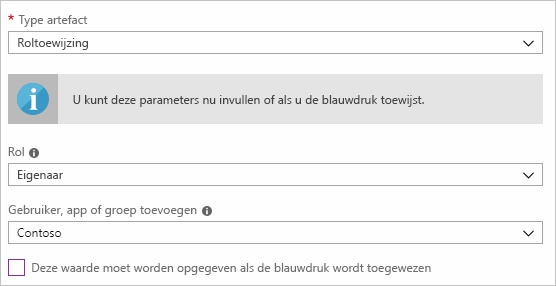 * Type artefact
Roltoewijzing
U kunt deze parameters nu invullen of als u de blauwdruk toewijst.
Rol
Eigenaar
Gebruiker, app of groep toevoegen
Contoso
Deze waarde moet worden opgegeven als de blauwdruk wordt toegewezen